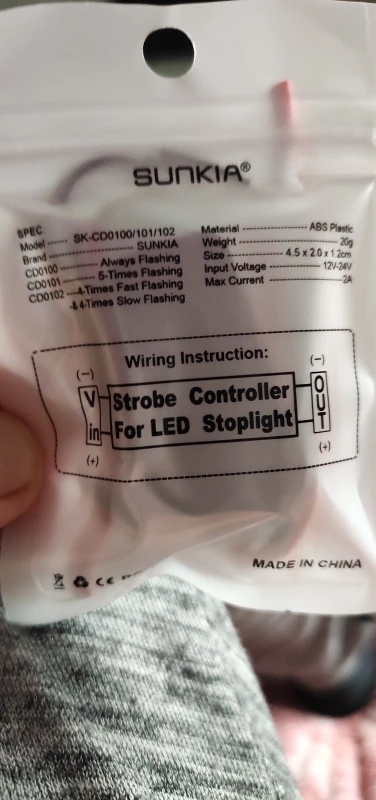 SUNKIA®
SPEC
Model ------ SK-CD0100/101/102
Brand -------------------- SUNKIA
CD0100 ---------- Always Flashing
CD0101 --------- 5-Times Flashing
CD0102 ---4-Times Fast Flashing
& 4-Times Slow Flashing
Material ---------------- ABS Plastic
Weight ------------------------ 20g
Size -------------- 4.5 x 2.0 x 1.2cm
Input Voltage ------------ 12V-24V
Max Current ------------------- 2A
Wiring Instruction:
(-)
(-)
V in
Strobe Controller
For LED Stoplight
OUT
(+)
(+)
CE
MADE IN CHINA